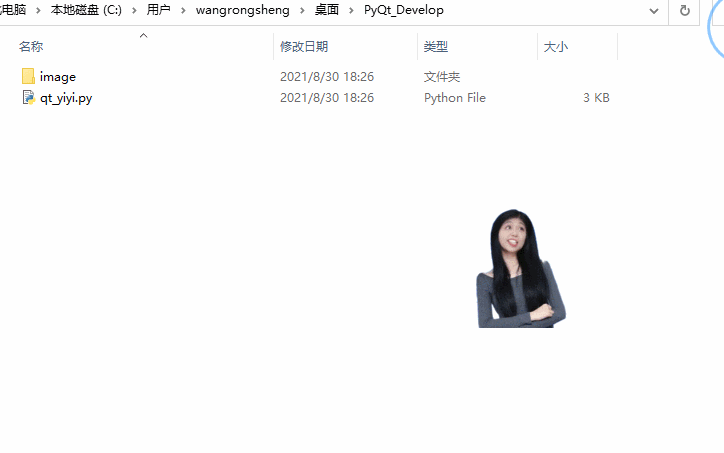 电脑 › 本地磁盘 (C:) › 用户 › wangrongsheng › 桌面 › PyQt_Develop
名称 修改日期 类型 大小
image 2021/8/30 18:26 文件夹
qt_yiyi.py 2021/8/30 18:26 Python File 3 KB